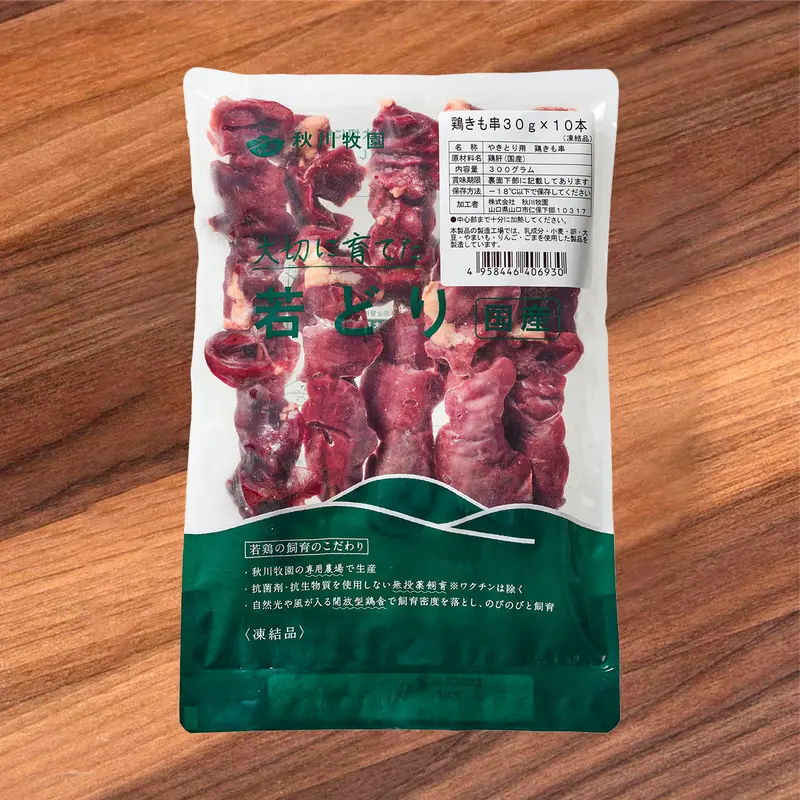 秋川牧園
大切に育てた
若どり 国産
鶏きも串30g×10本
(凍結品)
名 称 やきとり用 鶏きも串
原材料名 鶏肝(国産)
内容量 300グラム
賞味期限 裏面下部に記載してあります
保存方法 -18℃以下で保存してください
加工者 株式会社 秋川牧園
山口県山口市仁保下郷10317
●中心部まで十分に加熱してください。
本製品の製造工場では、乳成分・小麦・卵・大
豆・やまいも・りんご・ごまを使用した製品を
製造しています。
4 958446 406930
若鶏の飼育のこだわり
・秋川牧園の専用農場で生産
・抗菌剤・抗生物質を使用しない無投薬飼育 ※ワクチンは除く
・自然光や風が入る開放型鶏舎で飼育密度を落とし、のびのびと飼育
〈凍結品〉